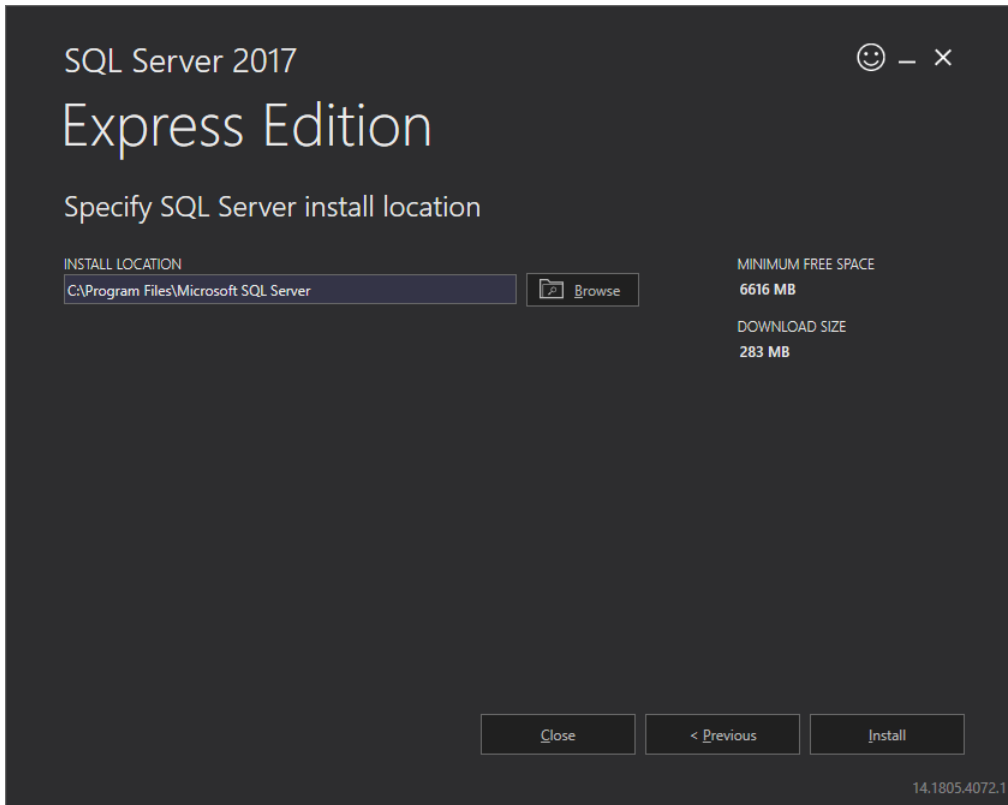 SQL Server 2017
Express Edition
Specify SQL Server install location
INSTALL LOCATION
C:\Program Files\Microsoft SQL Server
Browse
MINIMUM FREE SPACE
6616 MB
DOWNLOAD SIZE
283 MB
Close
< Previous
Install
14.1805.4072.1